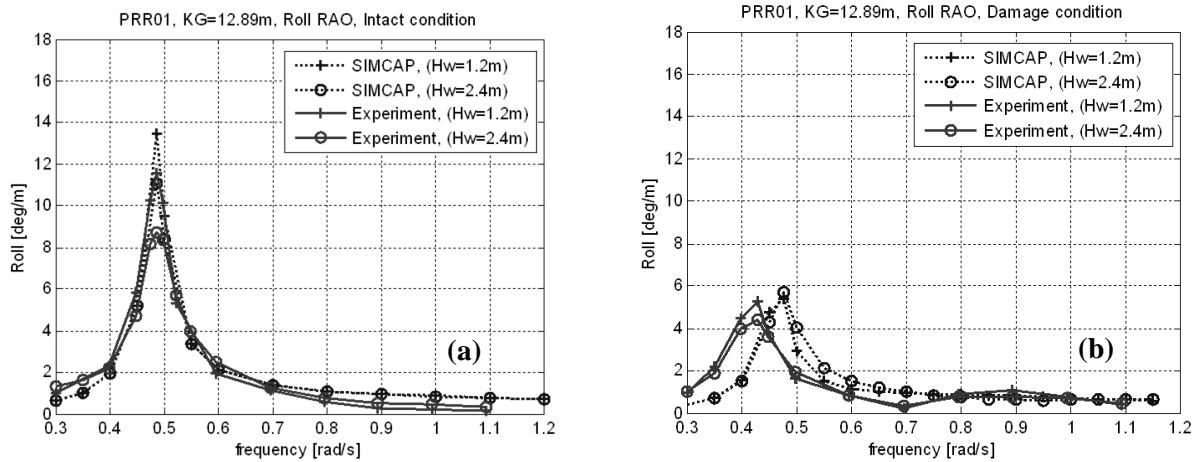 PRR01, KG=12.89m, Roll RAO, Intact condition
18
16
14
12
10
8
6
4
2
0
Roll [deg/m]
SIMCAP, (Hw=1.2m)
SIMCAP, (Hw=2.4m)
Experiment, (Hw=1.2m)
Experiment, (Hw=2.4m)
(a)
0.3 0.4 0.5 0.6 0.7 0.8 0.9 1 1.1 1.2
frequency [rad/s]
PRR01, KG=12.89m, Roll RAO, Damage condition
18
16
14
12
10
8
6
4
2
0
Roll [deg/m]
SIMCAP, (Hw=1.2m)
SIMCAP, (Hw=2.4m)
Experiment, (Hw=1.2m)
Experiment, (Hw=2.4m)
(b)
0.3 0.4 0.5 0.6 0.7 0.8 0.9 1 1.1 1.2
frequency [rad/s]